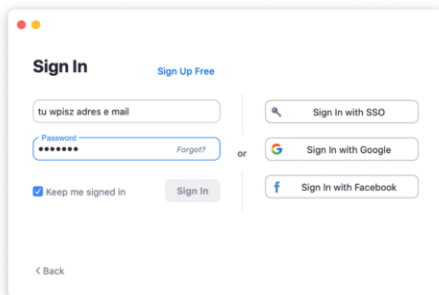 Sign In
Sign Up Free
tu wpisz adres e mail
Password
•••••••
Forgot?
Keep me signed in
Sign In
or
Sign In with SSO
G Sign In with Google
f Sign In with Facebook
< Back